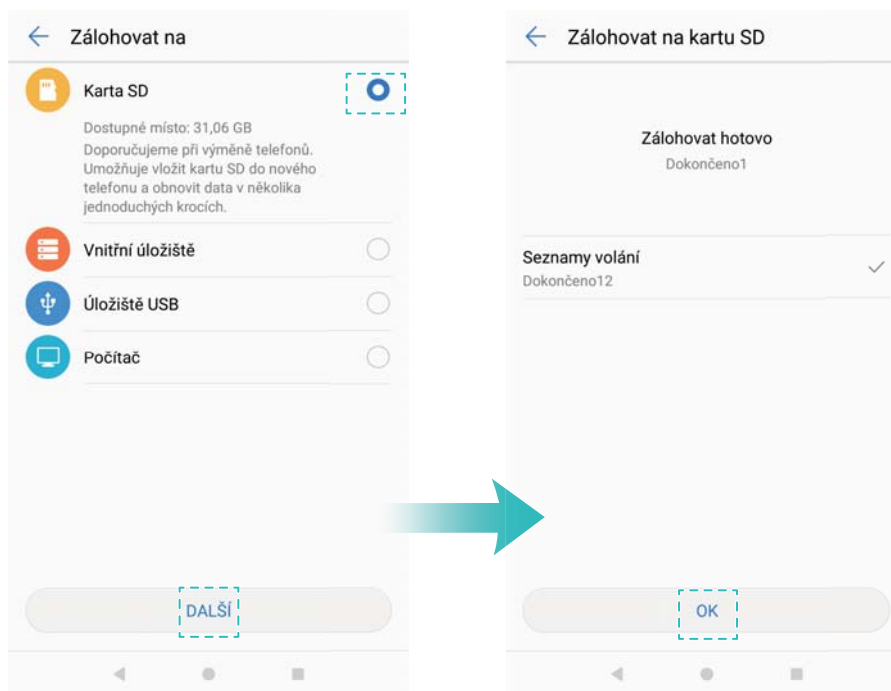 Zálohovat na
Karta SD
Dostupné místo: 31,06 GB
Doporučujeme při výměně telefonů.
Umožňuje vložit kartu SD do nového
telefonu a obnovit data v několika
jednoduchých krocích.
Vnitřní úložiště
Úložiště USB
Počítač
DALŠÍ
Zálohovat na kartu SD
Zálohovat hotovo
Dokončeno1
Seznamy volání
Dokončeno12
OK